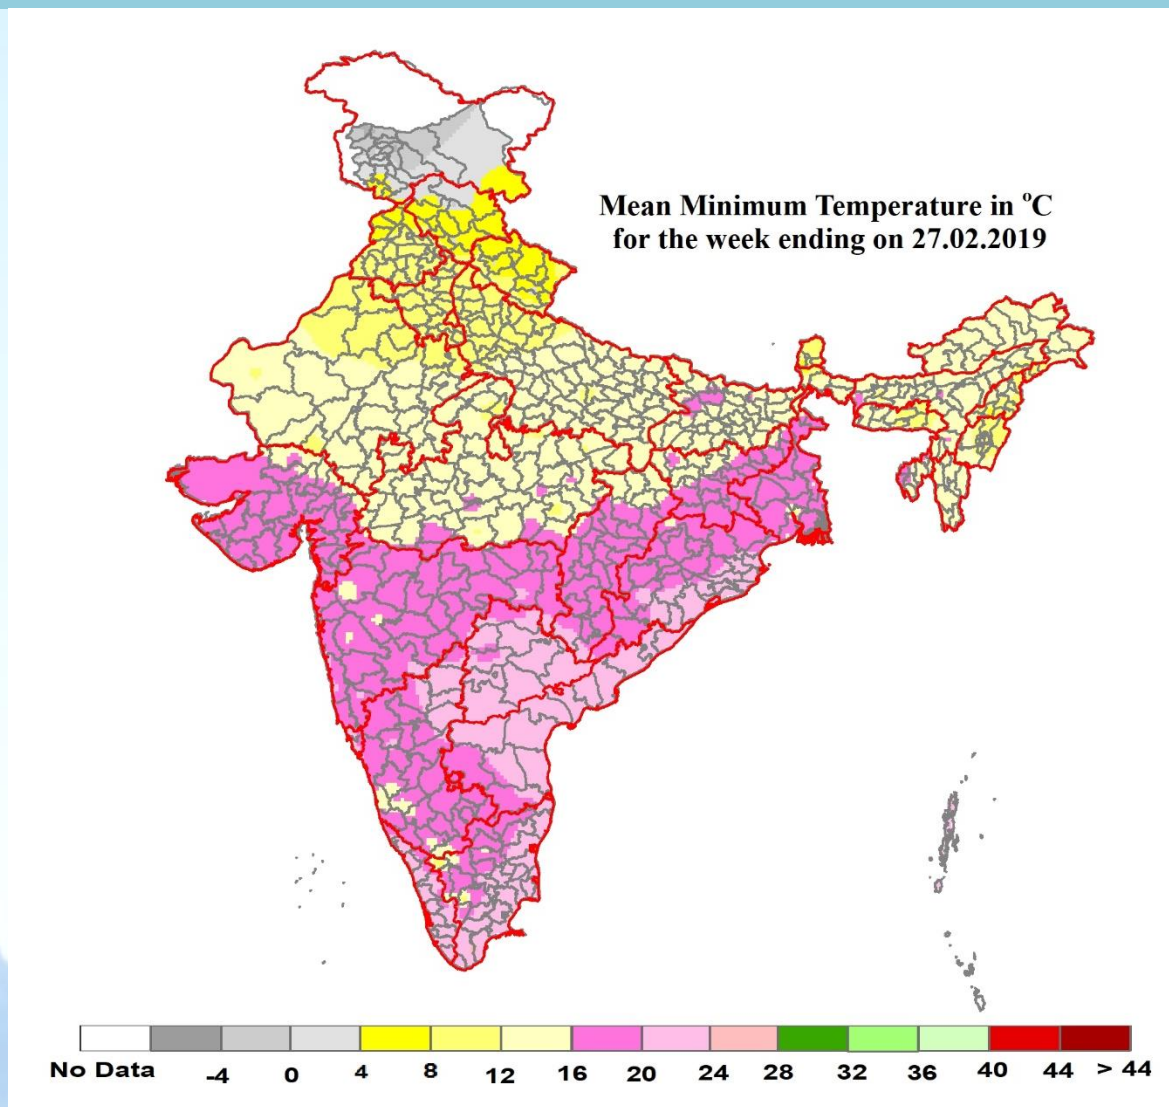 Mean Minimum Temperature in °C
for the week ending on 27.02.2019
No Data -4 0 4 8 12 16 20 24 28 32 36 40 44 > 44